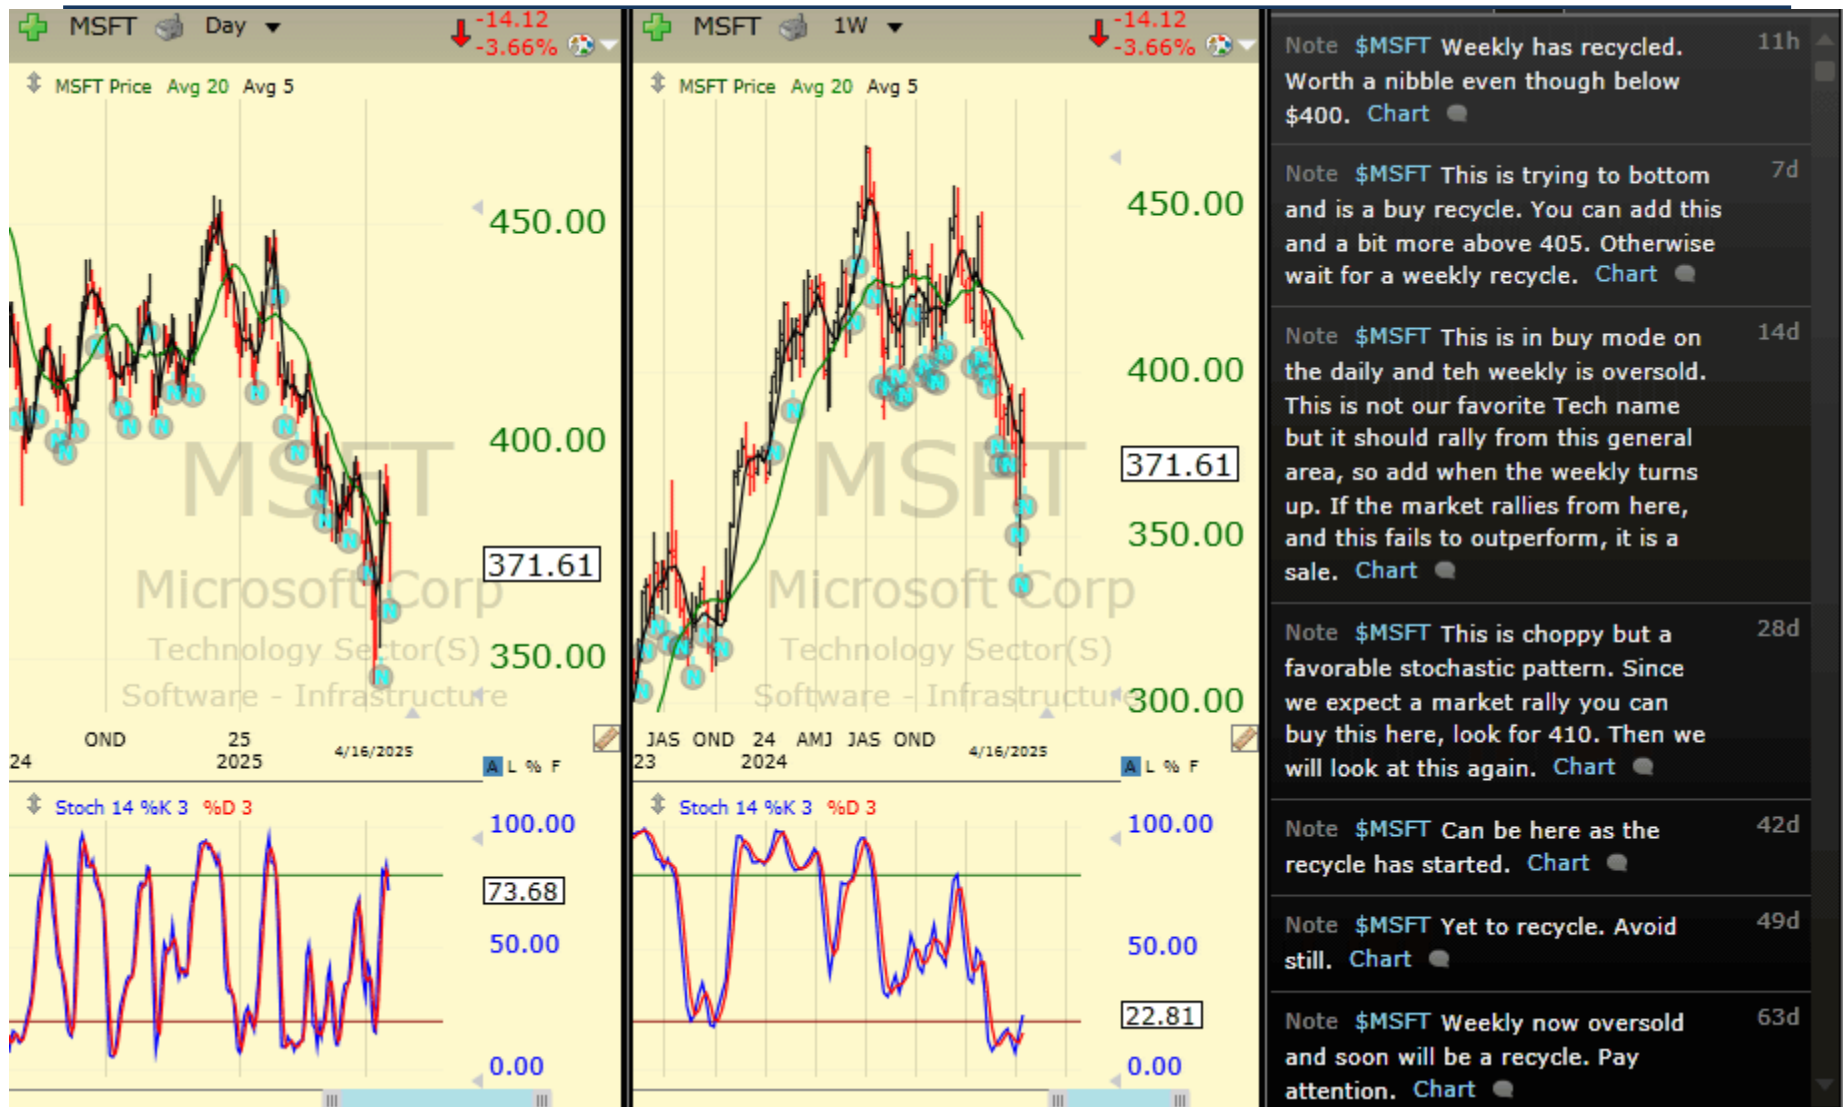 MSFT Day -14.12
-3.66%
MSFT Price Avg 20 Avg 5
450.00
400.00
MSFT
371.61
Microsoft Corp
Technology Sector(S)
350.00
Software - Infrastructure
OND 25
24 2025 4/16/2025
A L % F
Stoch 14 %K 3 %D 3
100.00
73.68
50.00
0.00
MSFT 1W -14.12
-3.66%
MSFT Price Avg 20 Avg 5
450.00
400.00
MSFT
371.61
350.00
Microsoft Corp
Technology Sector(S)
Software - Infrastructure
300.00
JAS OND 24 AMJ JAS OND
23 2024 4/16/2025
A L % F
Stoch 14 %K 3 %D 3
100.00
50.00
22.81
0.00
Note $MSFT Weekly has recycled. 11h
Worth a nibble even though below
$400. Chart
Note $MSFT This is trying to bottom 7d
and is a buy recycle. You can add this
and a bit more above 405. Otherwise
wait for a weekly recycle. Chart
Note $MSFT This is in buy mode on 14d
the daily and teh weekly is oversold.
This is not our favorite Tech name
but it should rally from this general
area, so add when the weekly turns
up. If the market rallies from here,
and this fails to outperform, it is a
sale. Chart
Note $MSFT This is choppy but a 28d
favorable stochastic pattern. Since
we expect a market rally you can
buy this here, look for 410. Then we
will look at this again. Chart
Note $MSFT Can be here as the 42d
recycle has started. Chart
Note $MSFT Yet to recycle. Avoid 49d
still. Chart
Note $MSFT Weekly now oversold 63d
and soon will be a recycle. Pay
attention. Chart